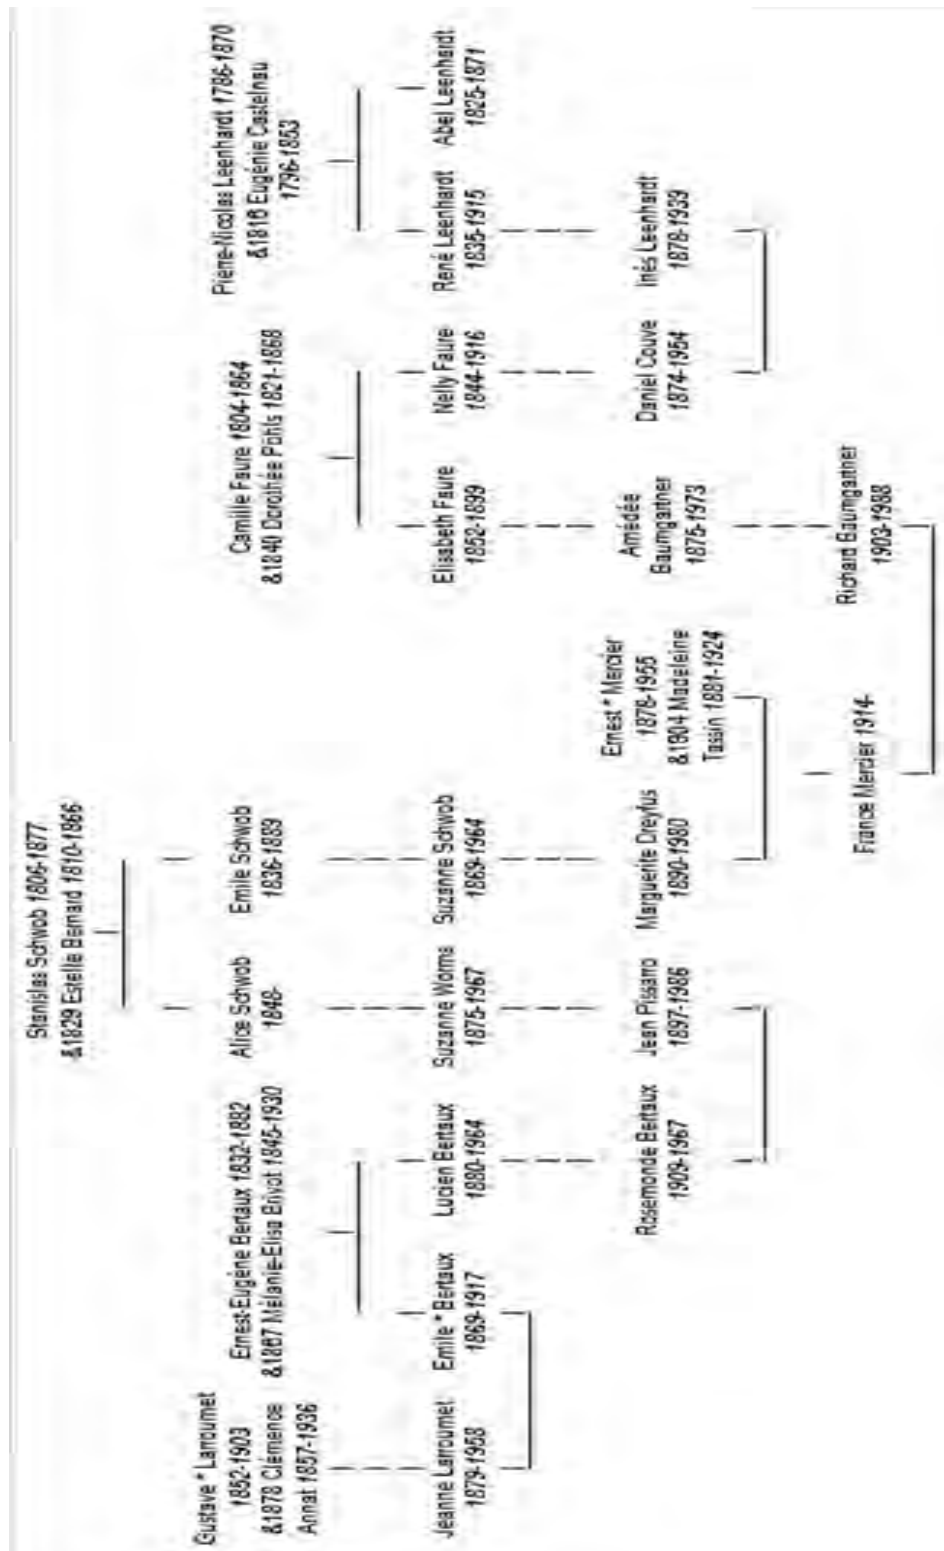 Stanislas Schwob 1806-1877
&1829 Estelle Bernard 1810-1866
Gustave * Larroumet
1852-1903
&1878 Clémence
Annat 1857-1936
Ernest-Eugène Bertaux 1832-1882
&1867 Mélanie-Elisa Brivot 1845-1930
Alice Schwob
1848-
Emile Schwob
1836-1889
Camille Faure 1804-1864
&1840 Dorothée Pöhls 1821-1868
Pierre-Nicolas Leenhardt 1786-1870
&1816 Eugénie Castelnau
1796-1853
Jeanne Larroumet
1879-1958
Emile * Bertaux
1869-1917
Lucien Bertaux
1880-1964
Suzanne Worms
1875-1967
Suzanne Schwob
1869-1964
Elisabeth Faure
1852-1899
Nelly Faure
1844-1916
René Leenhardt
1835-1915
Abel Leenhardt
1825-1871
Rosemonde Bertaux
1909-1967
Jean Pissarro
1897-1986
Marguerite Dreyfus
1890-1980
Ernest * Mercier
1878-1955
&1904 Madeleine
Tassin 1881-1924
Amédée
Baumgartner
1875-1973
Daniel Couve
1874-1954
Inès Leenhardt
1878-1939
France Mercier 1914-
Richard Baumgartner
1903-1988